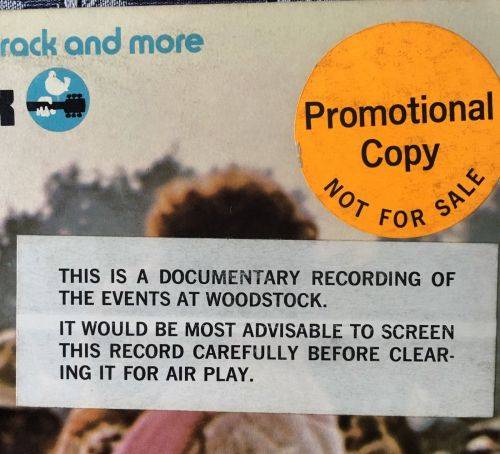 rack and more
Promotional
Copy
NOT FOR SALE
THIS IS A DOCUMENTARY RECORDING OF
THE EVENTS AT WOODSTOCK.
IT WOULD BE MOST ADVISABLE TO SCREEN
THIS RECORD CAREFULLY BEFORE CLEAR-
ING IT FOR AIR PLAY.